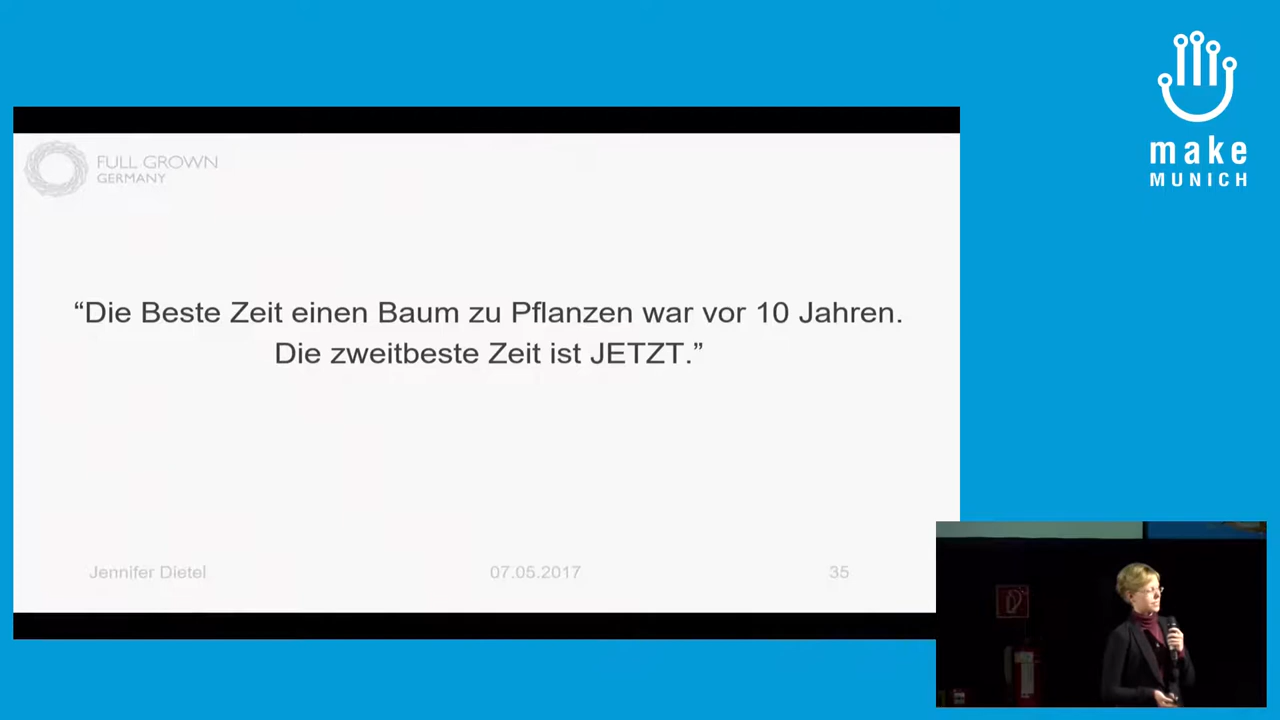 make
MUNICH
FULL GROWN
GERMANY
“Die Beste Zeit einen Baum zu Pflanzen war vor 10 Jahren.
Die zweitbeste Zeit ist JETZT.”
Jennifer Dietel
07.05.2017
35